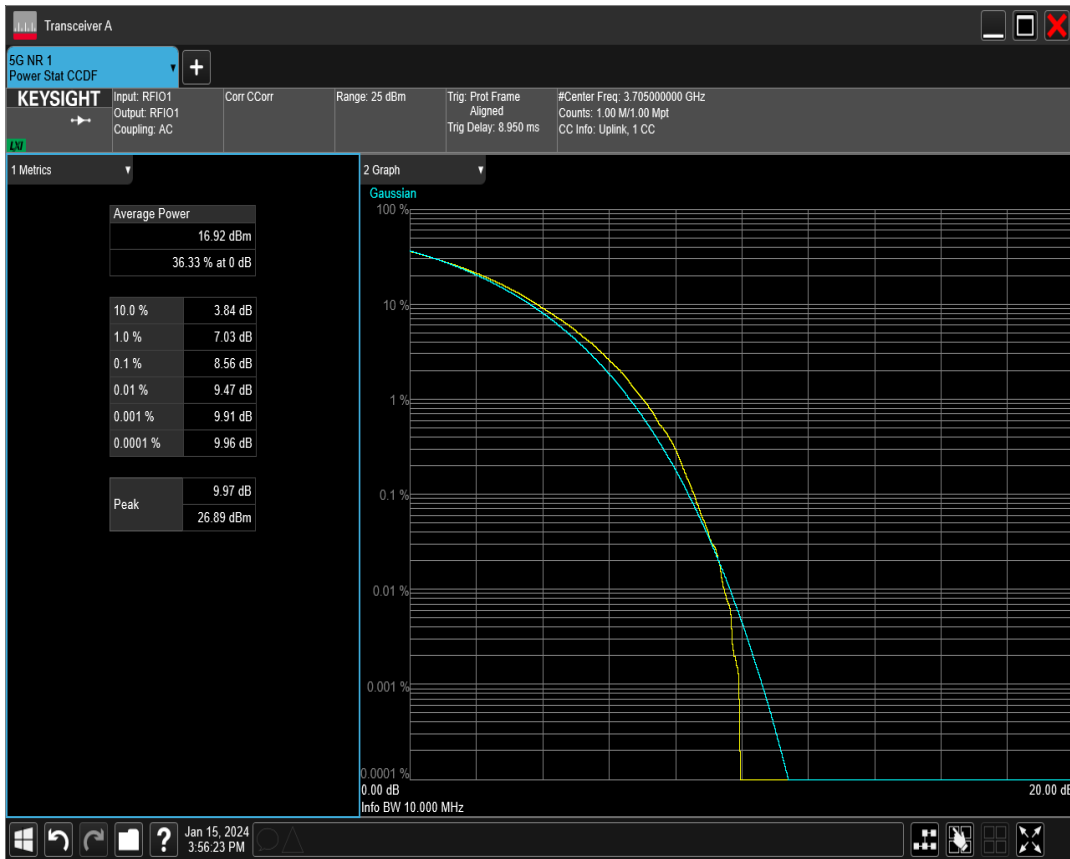 Transceiver A
5G NR 1
Power Stat CCDF
KEYSIGHT
LXI
Input: RFIO1
Output: RFIO1
Coupling: AC
Corr CCorr
Range: 25 dBm
Trig: Prot Frame
Aligned
Trig Delay: 8.950 ms
#Center Freq: 3.705000000 GHz
Counts: 1.00 M/1.00 Mpt
CC Info: Uplink, 1 CC
1 Metrics
Average Power
16.92 dBm
36.33 % at 0 dB
10.0 % 3.84 dB
1.0 % 7.03 dB
0.1 % 8.56 dB
0.01 % 9.47 dB
0.001 % 9.91 dB
0.0001 % 9.96 dB
Peak 9.97 dB
26.89 dBm
2 Graph
Gaussian
100 %
10 %
1 %
0.1 %
0.01 %
0.001 %
0.0001 %
0.00 dB 20.00 dB
Info BW 10.000 MHz
?
Jan 15, 2024
3:56:23 PM